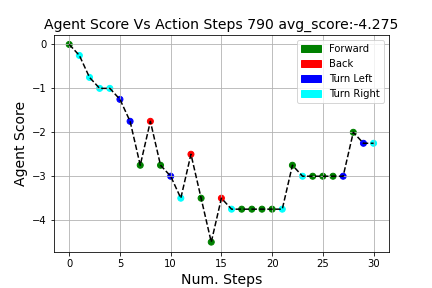 Agent Score Vs Action Steps 790 avg_score:-4.275
Forward
Back
Turn Left
Turn Right
Agent Score
0
−1
−2
−3
−4
0 5 10 15 20 25 30
Num. Steps